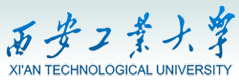 西安工業大學
XI'AN TECHNOLOGICAL UNIVERSITY